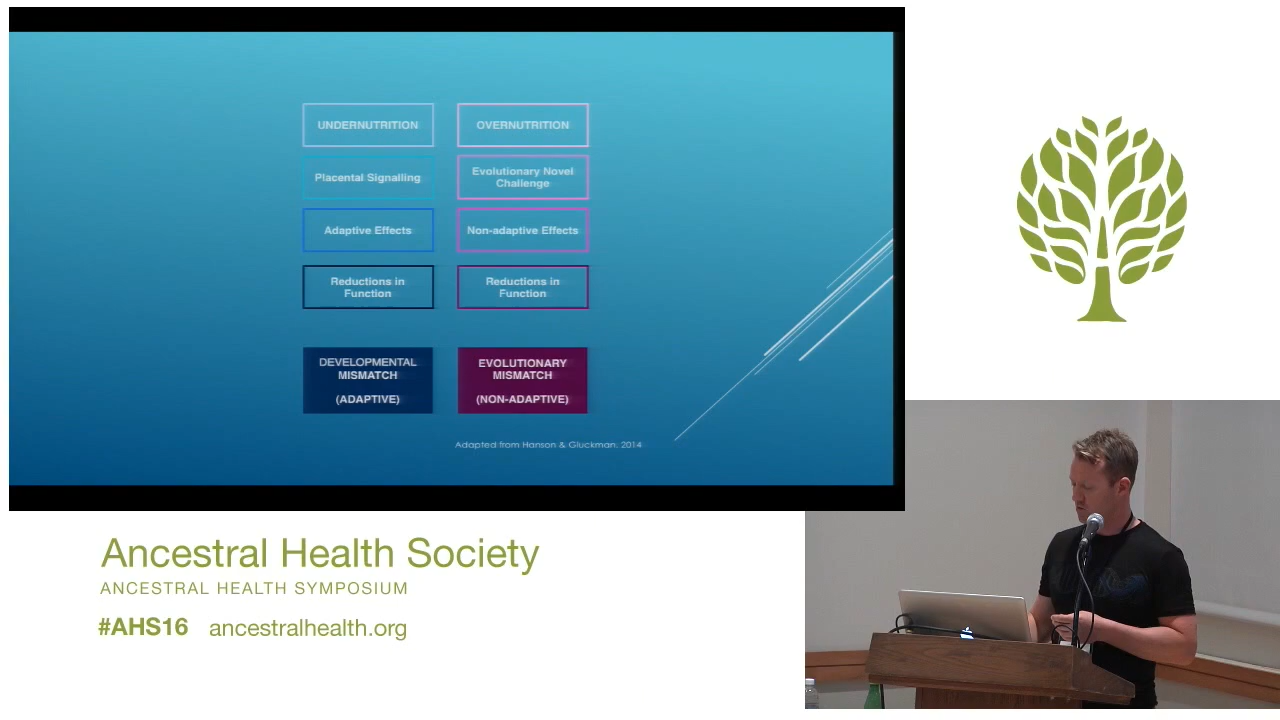 UNDERNUTRITION
OVERNUTRITION
Placental Signalling
Evolutionary Novel
Challenge
Adaptive Effects
Non-adaptive Effects
Reductions in
Function
Reductions in
Function
DEVELOPMENTAL
MISMATCH
(ADAPTIVE)
EVOLUTIONARY
MISMATCH
(NON-ADAPTIVE)
Adapted from Hanson & Gluckman, 2014
Ancestral Health Society
ANCESTRAL HEALTH SYMPOSIUM
#AHS16 ancestralhealth.org